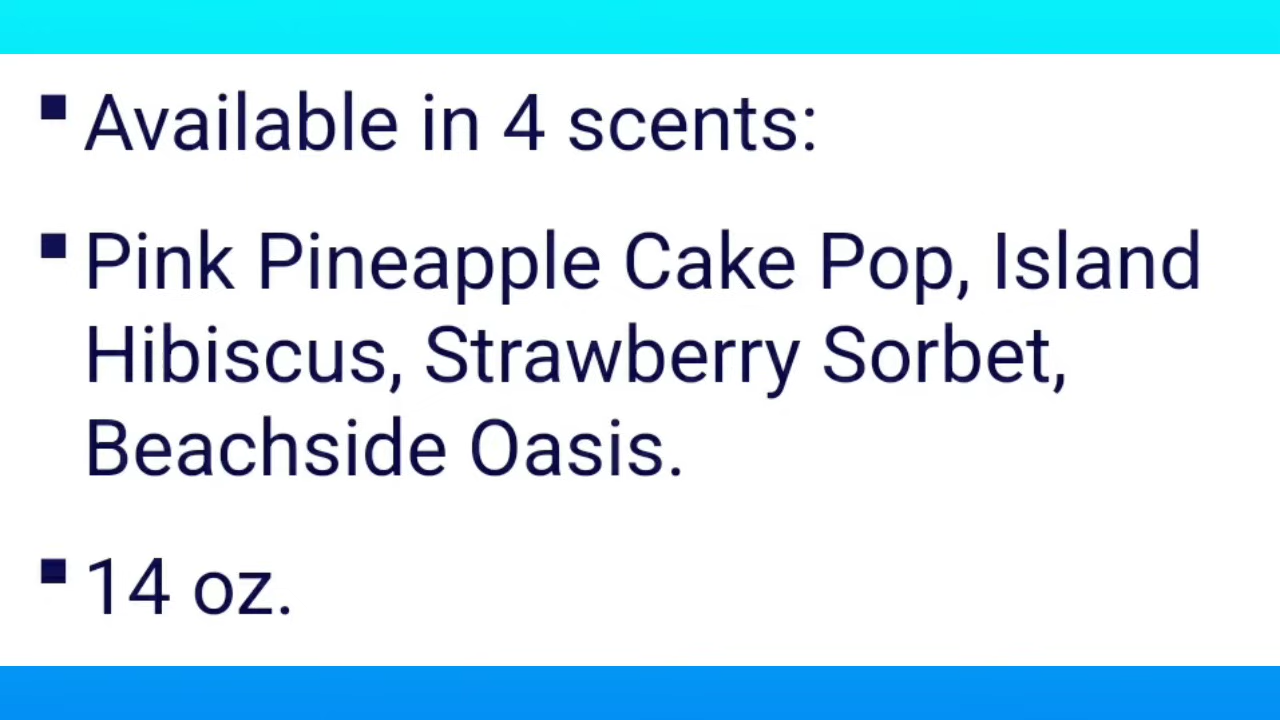 Available in 4 scents:
Pink Pineapple Cake Pop, Island
Hibiscus, Strawberry Sorbet,
Beachside Oasis.
14 oz.